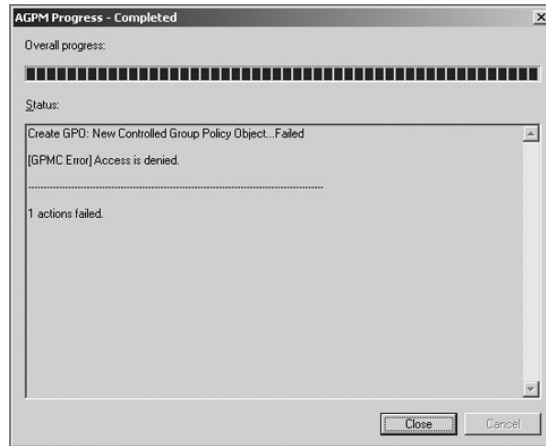 AGPM Progress - Completed
Overall progress:
Status:
Create GPO: New Controlled Group Policy Object...Failed
[GPMC Error] Access is denied.
--------------------------------------------------------------------------------
1 actions failed.
Close
Cancel